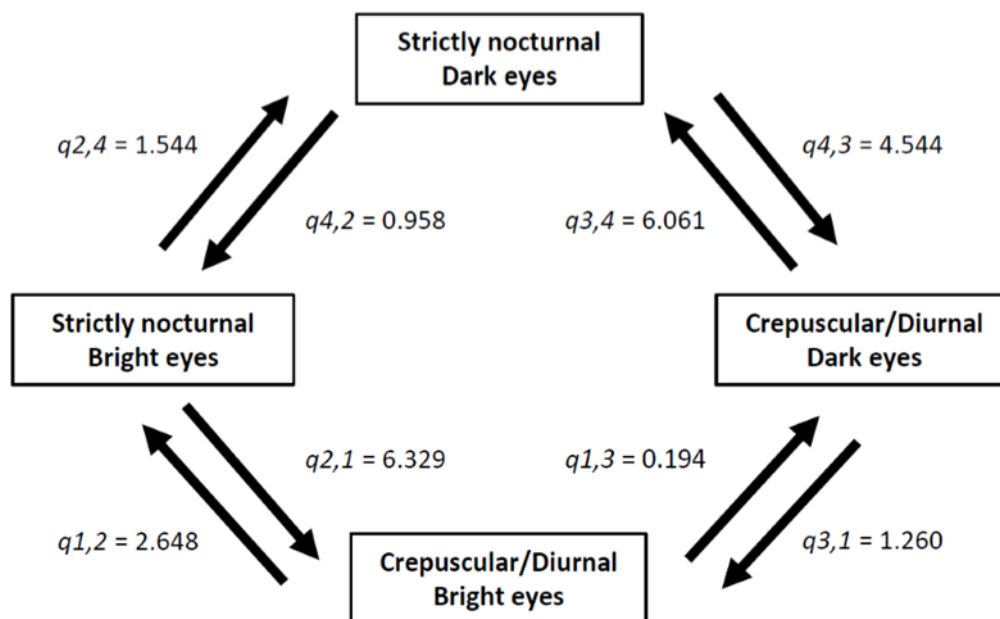 Strictly nocturnal
Dark eyes
q2,4 = 1.544
q4,3 = 4.544
q4,2 = 0.958
q3,4 = 6.061
Strictly nocturnal
Bright eyes
Crepuscular/Diurnal
Dark eyes
q2,1 = 6.329
q1,3 = 0.194
q1,2 = 2.648
q3,1 = 1.260
Crepuscular/Diurnal
Bright eyes